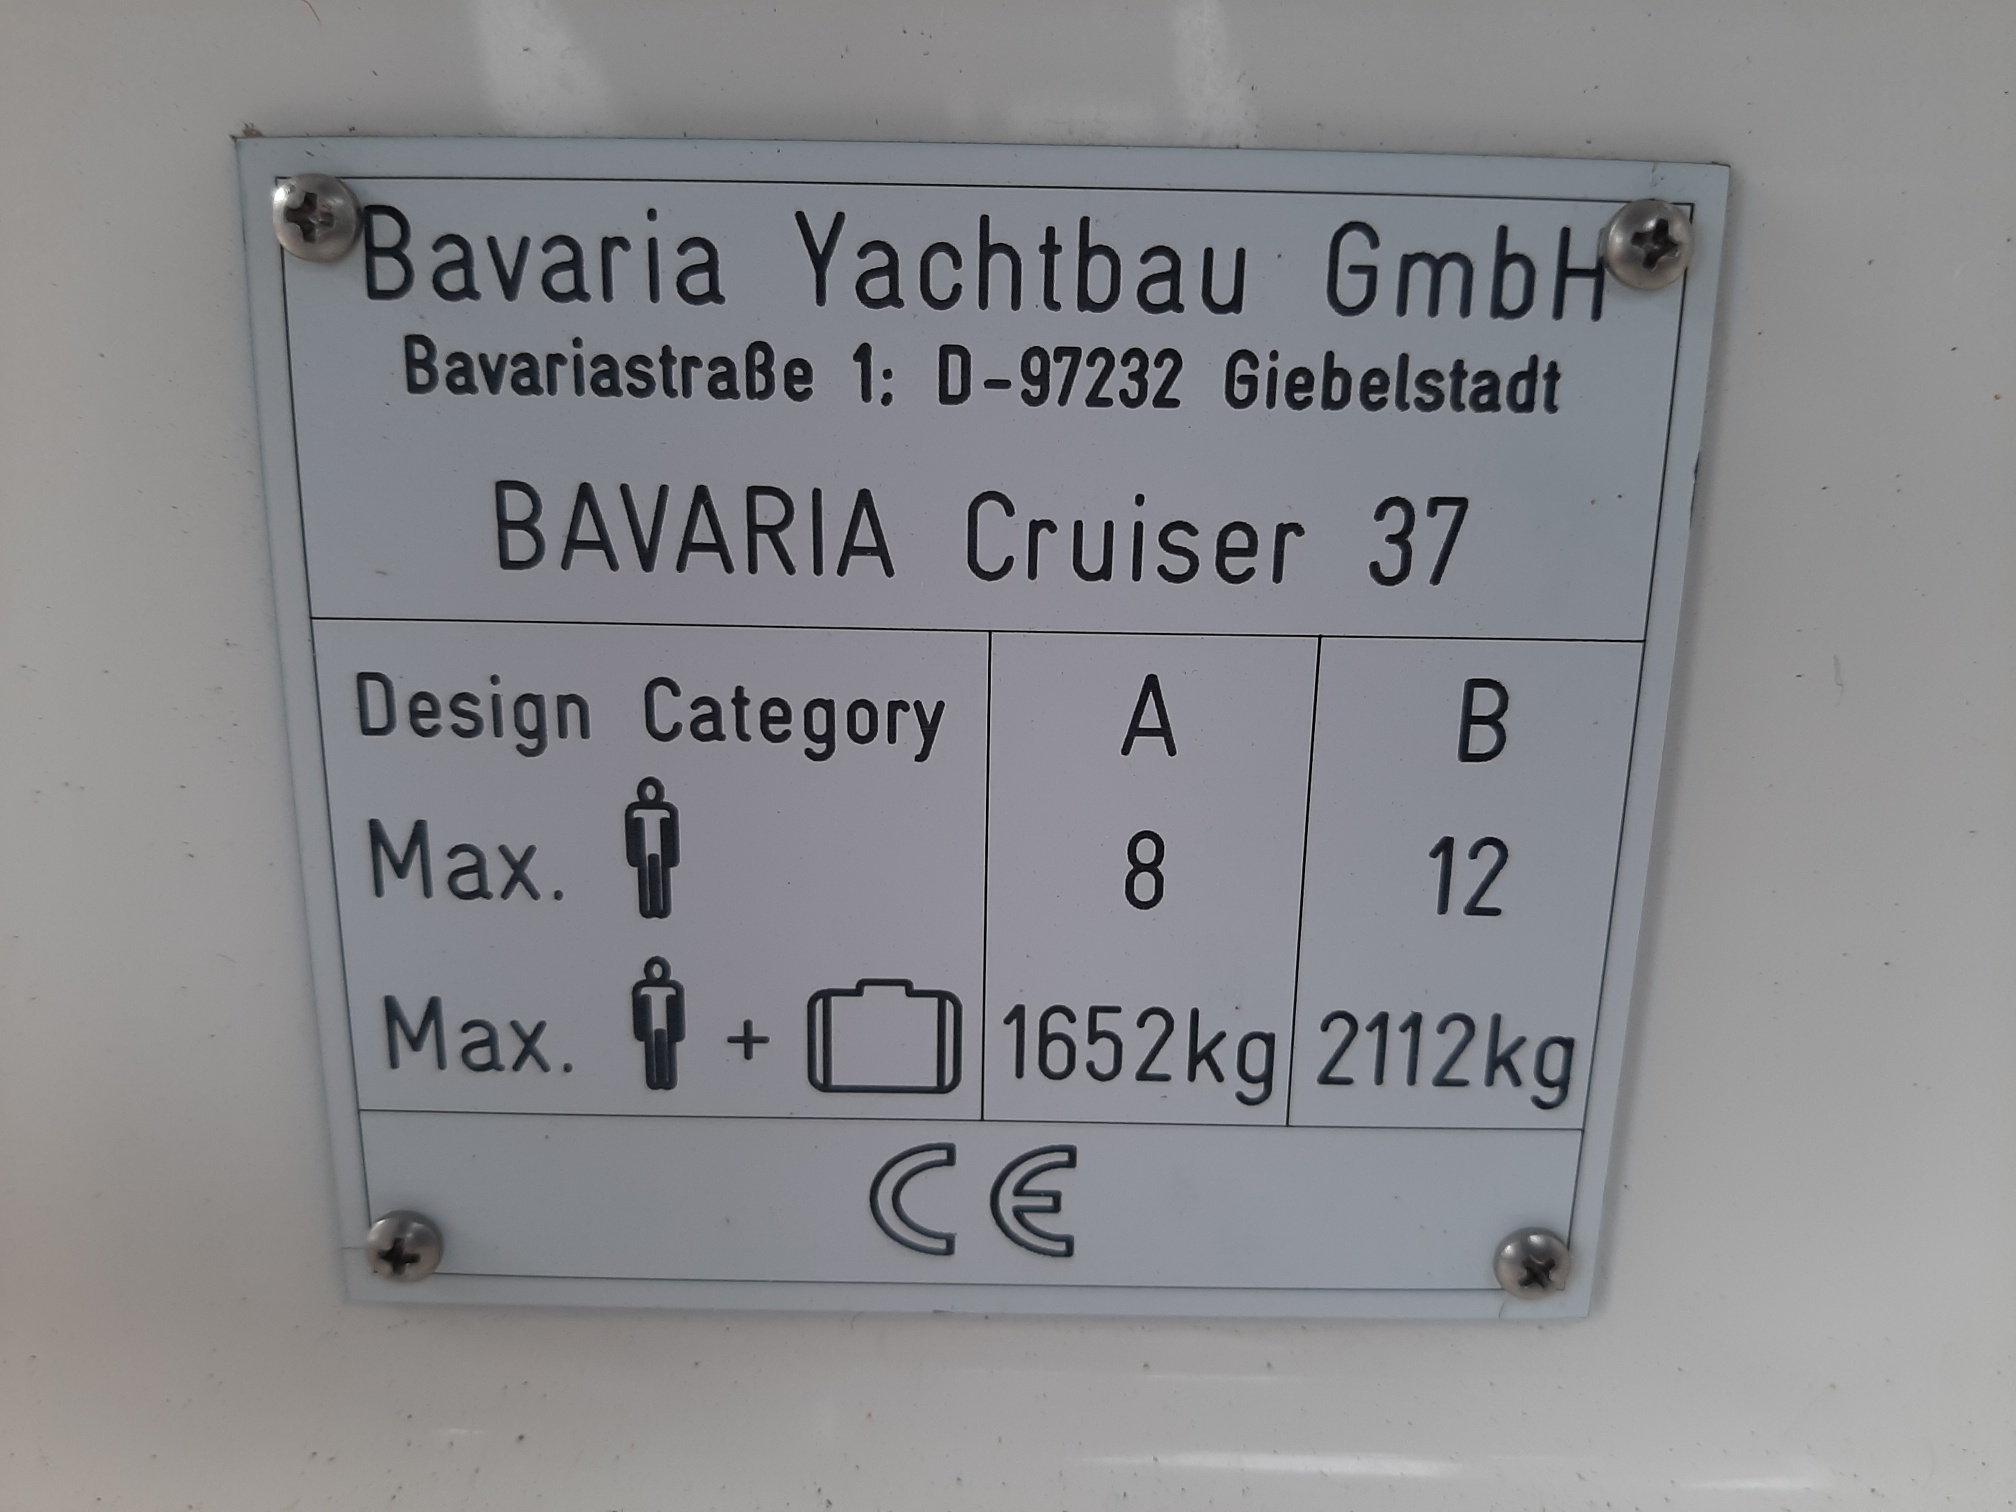 Bavaria Yachtbau GmbH
Bavariastraße 1; D-97232 Giebelstadt
BAVARIA Cruiser 37
Design Category A B
Max. 8 12
Max. + 1652kg 2112kg
CE